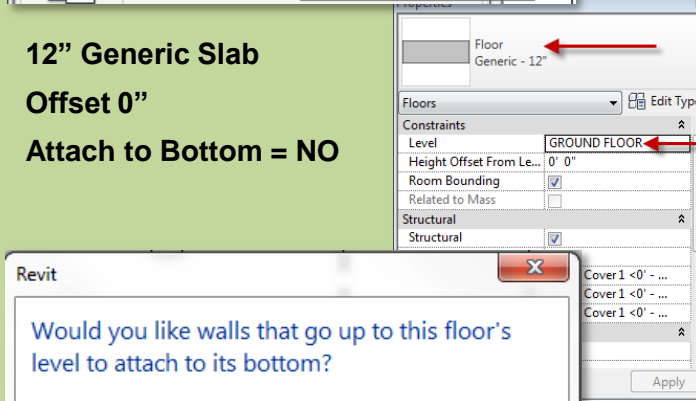 Properties
12” Generic Slab
Offset 0”
Attach to Bottom = NO
Floor
Generic - 12"
Floors
Edit Typ
Constraints
Level GROUND FLOOR
Height Offset From Le... 0' 0"
Room Bounding
Related to Mass
Structural
Structural
Cover 1 <0' - ...
Cover 1 <0' - ...
Cover 1 <0' - ...
Apply
Revit
Would you like walls that go up to this floor's
level to attach to its bottom?